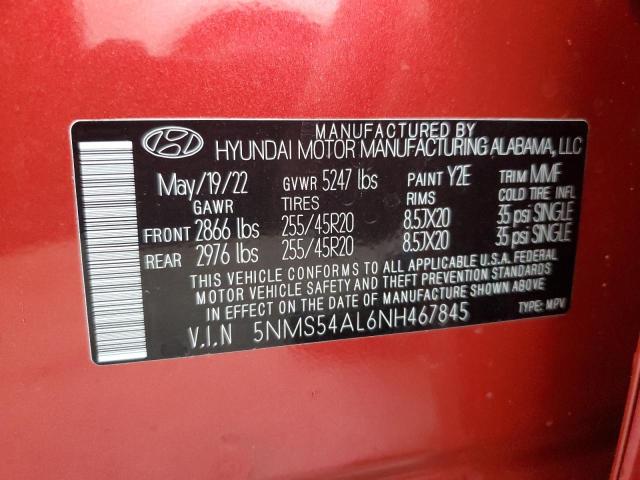 MANUFACTURED BY
HYUNDAI MOTOR MANUFACTURING ALABAMA, LLC
May/19/22 GVWR 5247 lbs PAINT Y2E TRIM MMF
GAWR TIRES RIMS COLD TIRE INFL
FRONT 2866 lbs 255/45R20 8.5JX20 35 psi SINGLE
REAR 2976 lbs 255/45R20 8.5JX20 35 psi SINGLE
THIS VEHICLE CONFORMS TO ALL APPLICABLE U.S.A. FEDERAL
MOTOR VEHICLE SAFETY AND THEFT PREVENTION STANDARDS
IN EFFECT ON THE DATE OF MANUFACTURE SHOWN ABOVE.
V.I.N 5NMS54AL6NH467845 TYPE: MPV